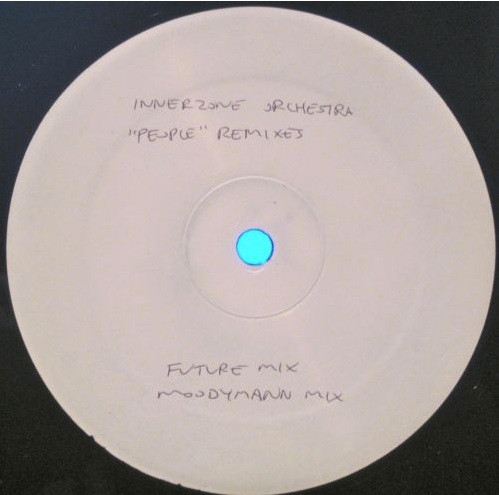 INNERZONE ORCHESTRA
"PEOPLE" REMIXES
FUTURE MIX
MOODYMANN MIX